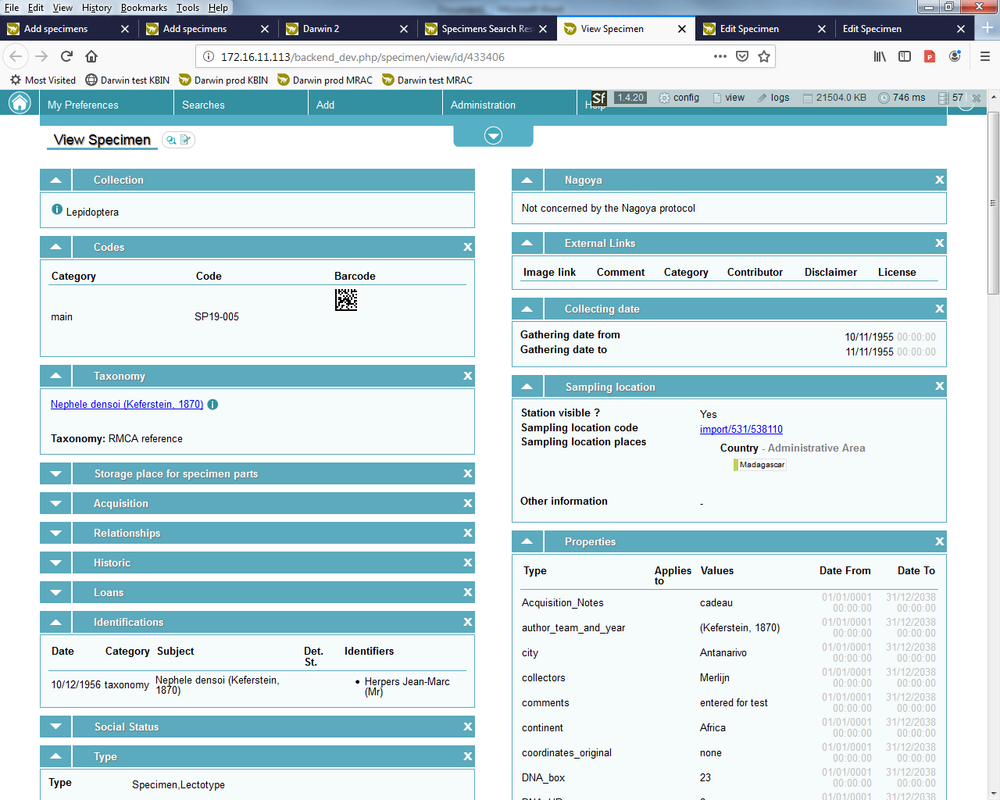 File Edit View History Bookmarks Tools Help
Add specimens
Add specimens
Darwin 2
Specimens Search Res
View Specimen
Edit Specimen
Edit Specimen
172.16.11.113/backend_dev.php/specimen/view/id/433406
Most Visited Darwin test KBIN Darwin prod KBIN Darwin prod MRAC Darwin test MRAC
My Preferences Searches Add Administration Help
Sf 1.4.20 config view logs 21504.0 KB 746 ms 57
View Specimen
Collection
Lepidoptera
Codes X
Category Code Barcode
main SP19-005
Taxonomy X
Nephele densoi (Keferstein, 1870)
Taxonomy: RMCA reference
Storage place for specimen parts X
Acquisition X
Relationships X
Historic X
Loans X
Identifications X
Date Category Subject Det. St. Identifiers
10/12/1956 taxonomy Nephele densoi (Keferstein, 1870) • Herpers Jean-Marc (Mr)
Social Status X
Type X
Type Specimen,Lectotype
Nagoya X
Not concerned by the Nagoya protocol
External Links X
Image link Comment Category Contributor Disclaimer License
Collecting date X
Gathering date from 10/11/1955 00:00:00
Gathering date to 11/11/1955 00:00:00
Sampling location X
Station visible ? Yes
Sampling location code import/531/538110
Sampling location places
Country - Administrative Area
Madagascar
Other information -
Properties X
Type Applies to Values Date From Date To
Acquisition_Notes cadeau 01/01/0001 00:00:00 31/12/2038 00:00:00
author_team_and_year (Keferstein, 1870) 01/01/0001 00:00:00 31/12/2038 00:00:00
city Antanarivo 01/01/0001 00:00:00 31/12/2038 00:00:00
collectors Merlijn 01/01/0001 00:00:00 31/12/2038 00:00:00
comments entered for test 01/01/0001 00:00:00 31/12/2038 00:00:00
continent Africa 01/01/0001 00:00:00 31/12/2038 00:00:00
coordinates_original none 01/01/0001 00:00:00 31/12/2038 00:00:00
DNA_box 23 01/01/0001 00:00:00 31/12/2038 00:00:00